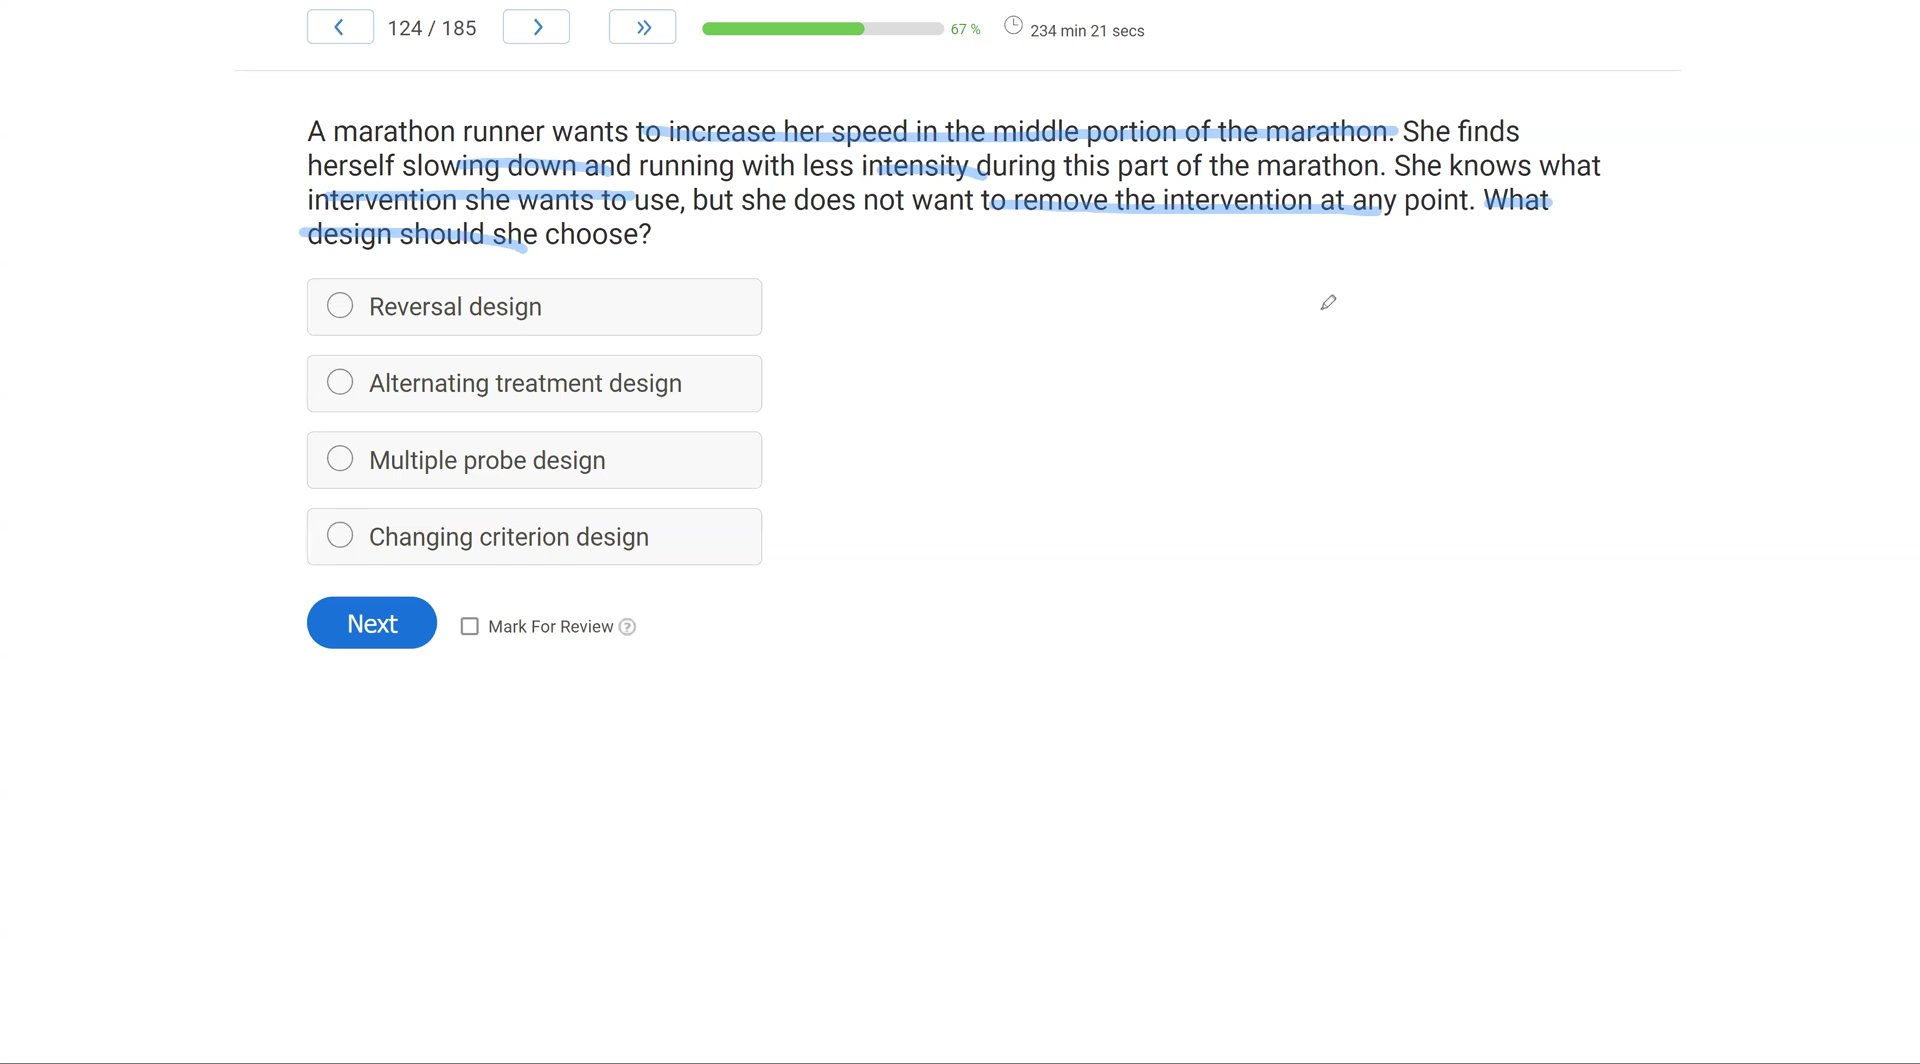 124 / 185
67 %
234 min 21 secs
A marathon runner wants to increase her speed in the middle portion of the marathon. She finds
herself slowing down and running with less intensity during this part of the marathon. She knows what
intervention she wants to use, but she does not want to remove the intervention at any point. What
design should she choose?
Reversal design
Alternating treatment design
Multiple probe design
Changing criterion design
Next
Mark For Review ?